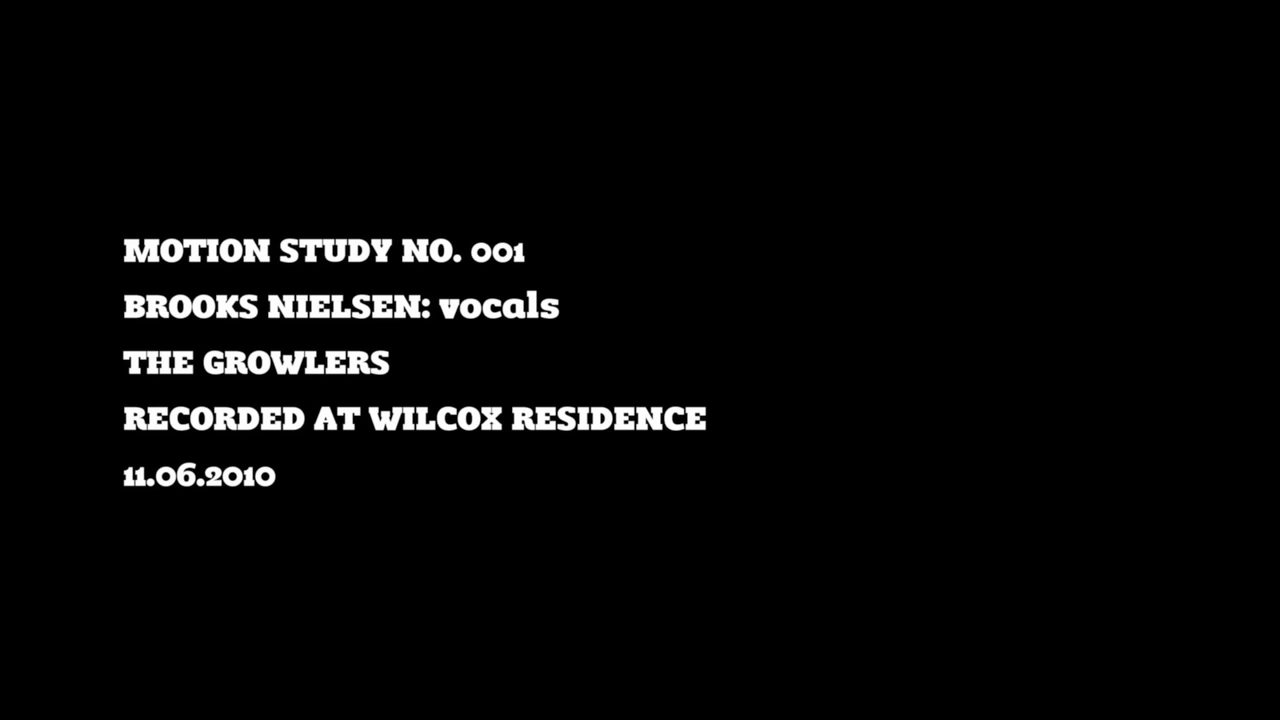 MOTION STUDY NO. 001
BROOKS NIELSEN: vocals
THE GROWLERS
RECORDED AT WILCOX RESIDENCE
11.06.2010